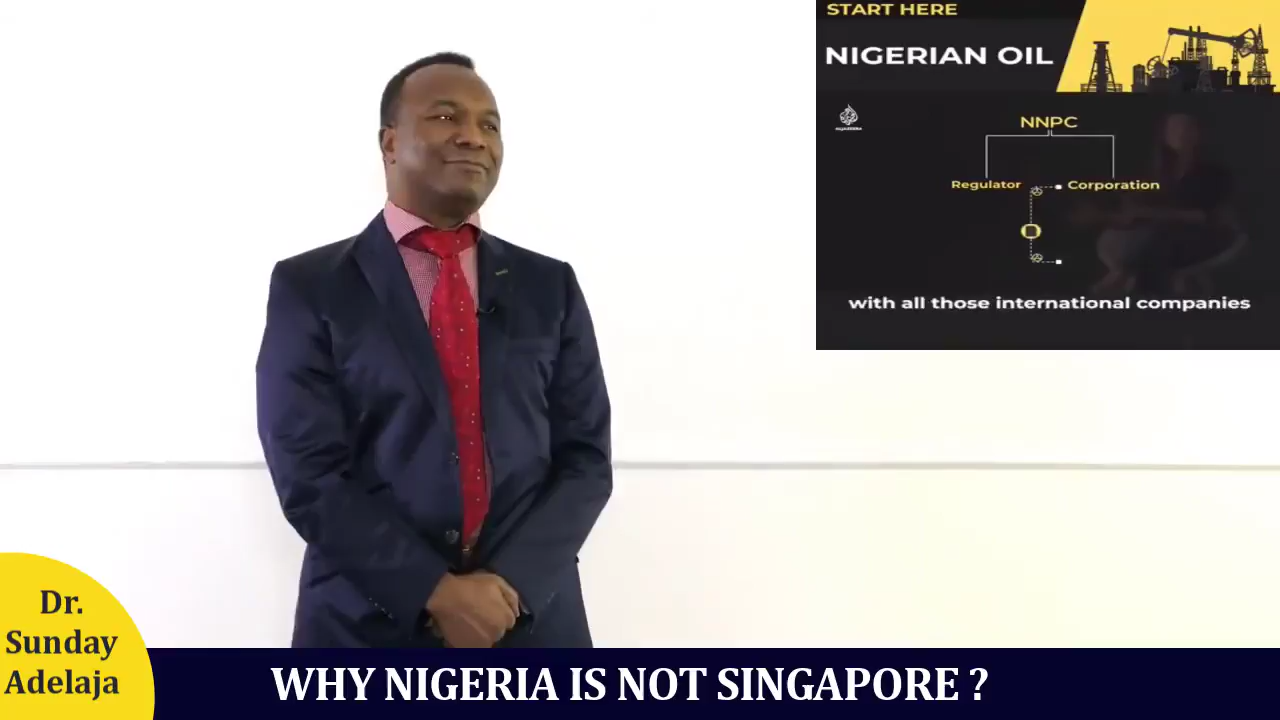 START HERE
NIGERIAN OIL
ALJAZEERA
NNPC
Regulator
Corporation
with all those international companies
Dr.
Sunday
Adelaja
WHY NIGERIA IS NOT SINGAPORE ?